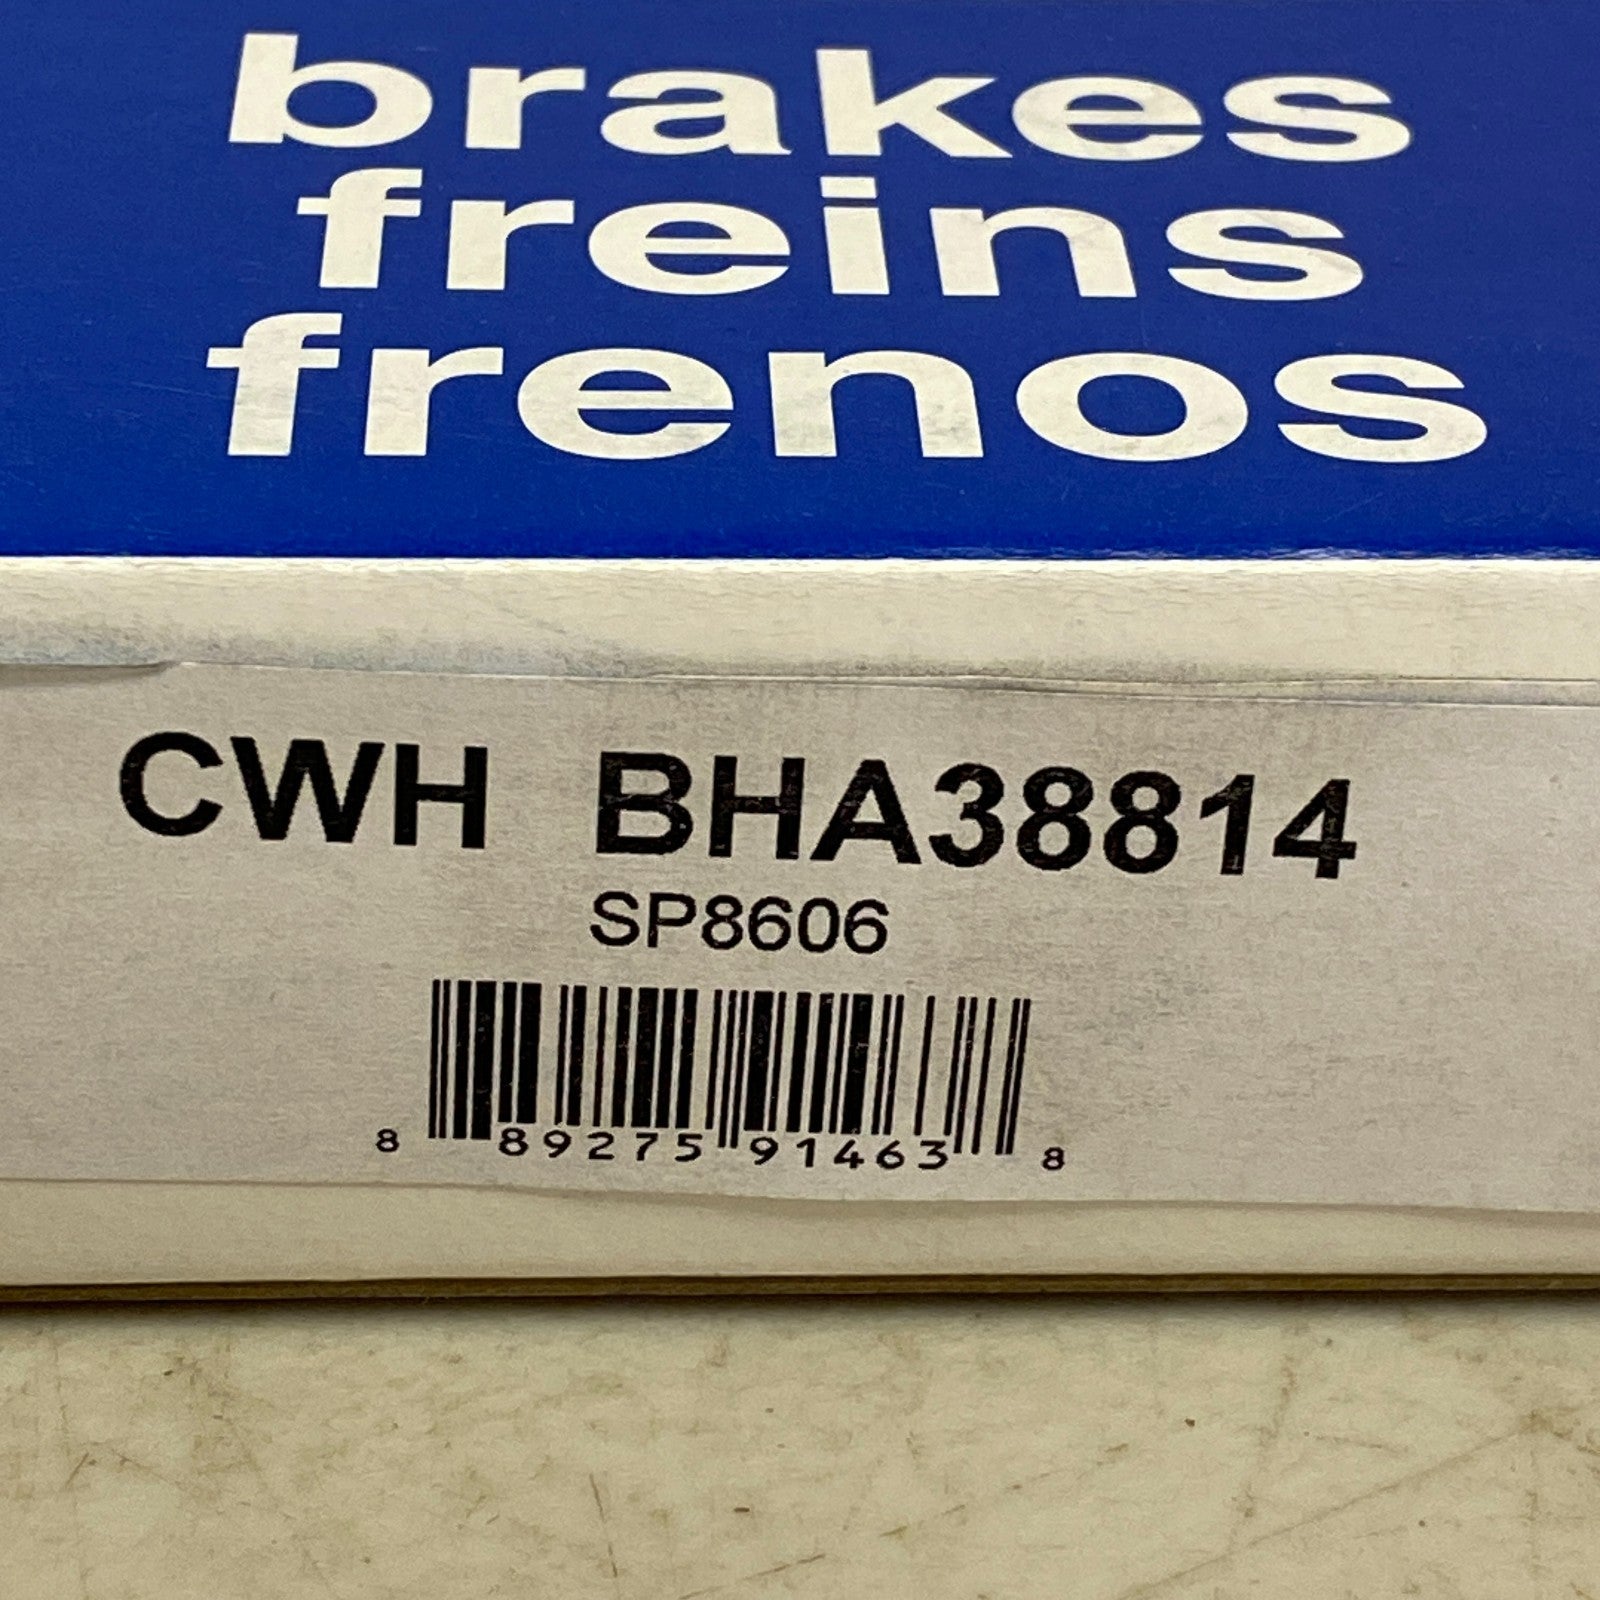 brakes
freins
frenos
CWH BHA38814
SP8606
8 89275 91463 8